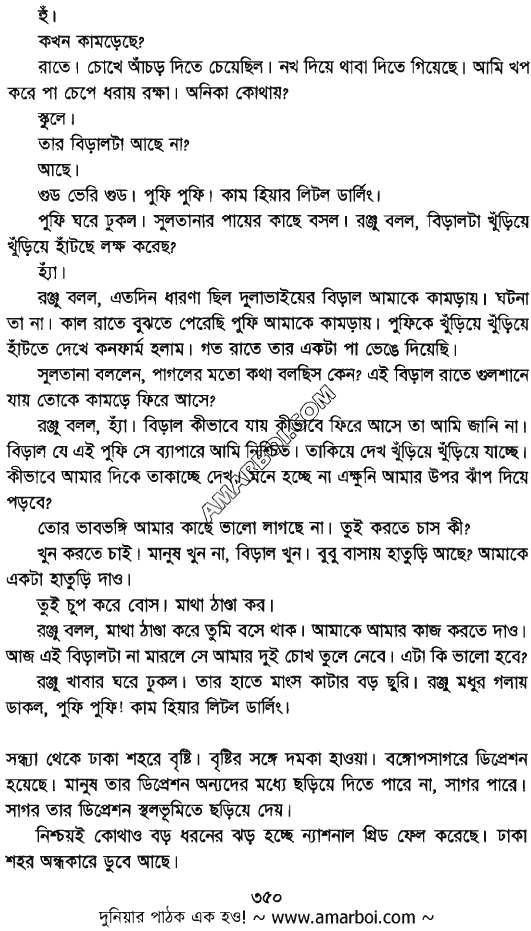 হুঁ।
কখন কামড়েছে?
রাতে। চোখে আঁচড় দিতে চেয়েছিল। নখ দিয়ে থাবা দিতে গিয়েছে। আমি খপ
করে পা চেপে ধরায় রক্ষা। অনিকা কোথায়?
স্কুলে।
তার বিড়ালটা আছে না?
আছে।
গুড ভেরি গুড। পুফি পুফি! কাম হিয়ার লিটল ডার্লিং।
পুফি ঘরে ঢুকল। সুলতানার পায়ের কাছে বসল। রঞ্জু বলল, বিড়ালটা খুঁড়িয়ে
খুঁড়িয়ে হাঁটছে লক্ষ করেছ?
হ্যাঁ।
রঞ্জু বলল, এতদিন ধারণা ছিল দুলাভাইয়ের বিড়াল আমাকে কামড়ায়। ঘটনা
তা না। কাল রাতে বুঝতে পেরেছি পুফি আমাকে কামড়ায়। পুফিকে খুঁড়িয়ে খুঁড়িয়ে
হাঁটতে দেখে কনফার্ম হলাম। গত রাতে তার একটা পা ভেঙে দিয়েছি।
সুলতানা বললেন, পাগলের মতো কথা বলছিস কেন? এই বিড়াল রাতে গুলশানে
যায় তোকে কামড়ে ফিরে আসে?
রঞ্জু বলল, হ্যাঁ। বিড়াল কীভাবে যায় কীভাবে ফিরে আসে তা আমি জানি না।
বিড়াল যে এই পুফি সে ব্যাপারে আমি নিশ্চিত। তাকিয়ে দেখ খুঁড়িয়ে খুঁড়িয়ে যাচ্ছে।
কীভাবে আমার দিকে তাকাচ্ছে দেখ। মনে হচ্ছে না এক্ষুনি আমার উপর ঝাঁপ দিয়ে
পড়বে?
তোর ভাবভঙ্গি আমার কাছে ভালো লাগছে না। তুই করতে চাস কী?
খুন করতে চাই। মানুষ খুন না, বিড়াল খুন। বুবু বাসায় হাতুড়ি আছে? আমাকে
একটা হাতুড়ি দাও।
তুই চুপ করে বোস। মাথা ঠাণ্ডা কর।
রঞ্জু বলল, মাথা ঠাণ্ডা করে তুমি বসে থাক। আমাকে আমার কাজ করতে দাও।
আজ এই বিড়ালটা না মারলে সে আমার দুই চোখ তুলে নেবে। এটা কি ভালো হবে?
রঞ্জু খাবার ঘরে ঢুকল। তার হাতে মাংস কাটার বড় ছুরি। রঞ্জু মধুর গলায়
ডাকল, পুফি পুফি! কাম হিয়ার লিটল ডার্লিং।
সন্ধ্যা থেকে ঢাকা শহরে বৃষ্টি। বৃষ্টির সঙ্গে দমকা হাওয়া। বঙ্গোপসাগরে ডিপ্রেশন
হয়েছে। মানুষ তার ডিপ্রেশন অন্যদের মধ্যে ছড়িয়ে দিতে পারে না, সাগর পারে।
সাগর তার ডিপ্রেশন স্থলভূমিতে ছড়িয়ে দেয়।
নিশ্চয়ই কোথাও বড় ধরনের ঝড় হচ্ছে ন্যাশনাল গ্রিড ফেল করেছে। ঢাকা
শহর অন্ধকারে ডুবে আছে।
৩৫০
দুনিয়ার পাঠক এক হও! ~ www.amarboi.com ~
AMARBOI.COM